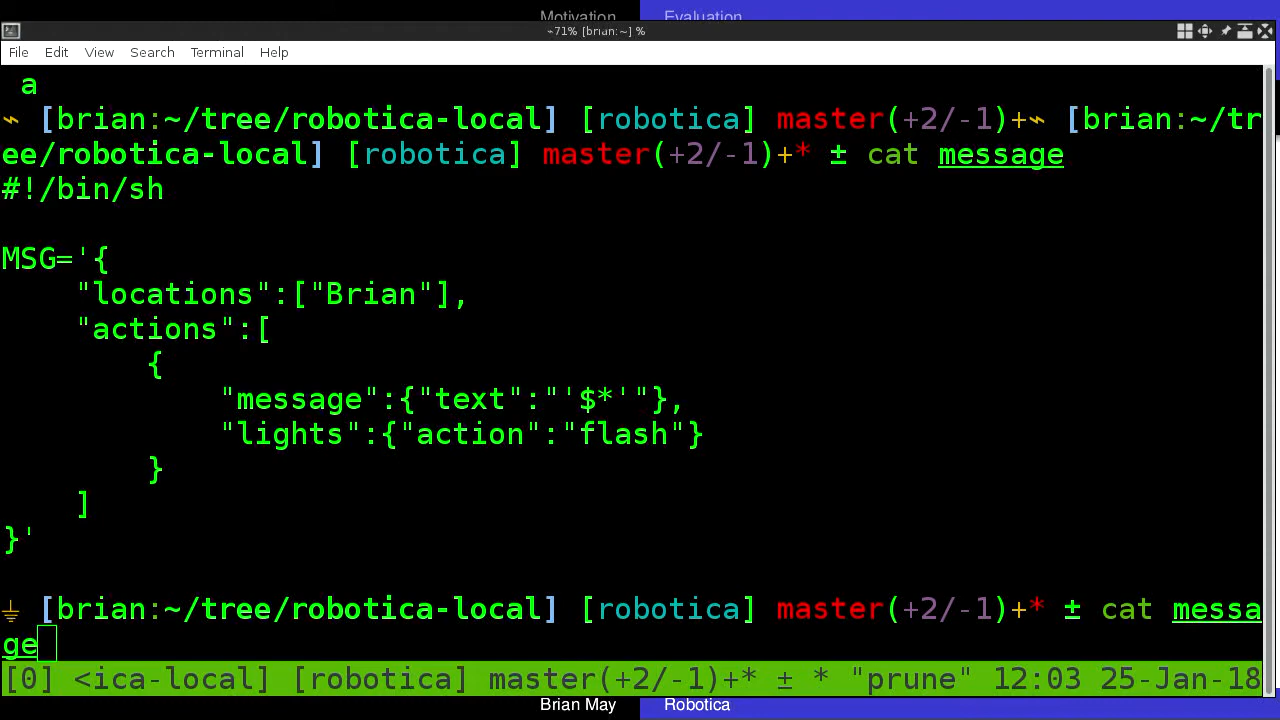 Motivation Evaluation
~71% [brian:~] %
File Edit View Search Terminal Help
a
⌁ [brian:~/tree/robotica-local] [robotica] master(+2/-1)+⌁ [brian:~/tr
ee/robotica-local] [robotica] master(+2/-1)+* ± cat message
#!/bin/sh
MSG='{
"locations":["Brian"],
"actions":[
{
"message":{"text":"'$*'"},
"lights":{"action":"flash"}
}
]
}'
⏚ [brian:~/tree/robotica-local] [robotica] master(+2/-1)+* ± cat messa
ge
[0] <ica-local] [robotica] master(+2/-1)+* ± * "prune" 12:03 25-Jan-18
Brian May Robotica